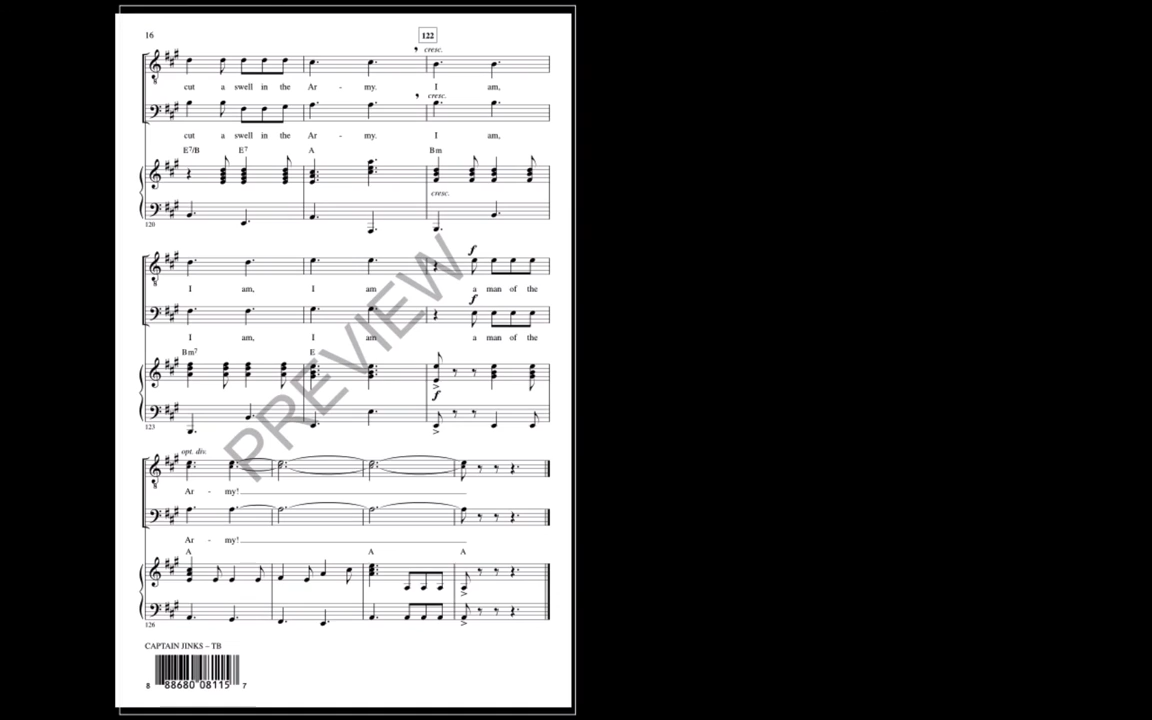 16
122
cresc.
cut a swell in the Ar - my. I am,
cresc.
cut a swell in the Ar - my. I am,
E7/B E7 A Bm
cresc.
120
f
I am, I am a man of the
f
I am, I am a man of the
Bm7 E
f
123
opt. div.
Ar - my!
Ar - my!
A A A
126
PREVIEW
CAPTAIN JINKS – TB
8 88680 08115 7